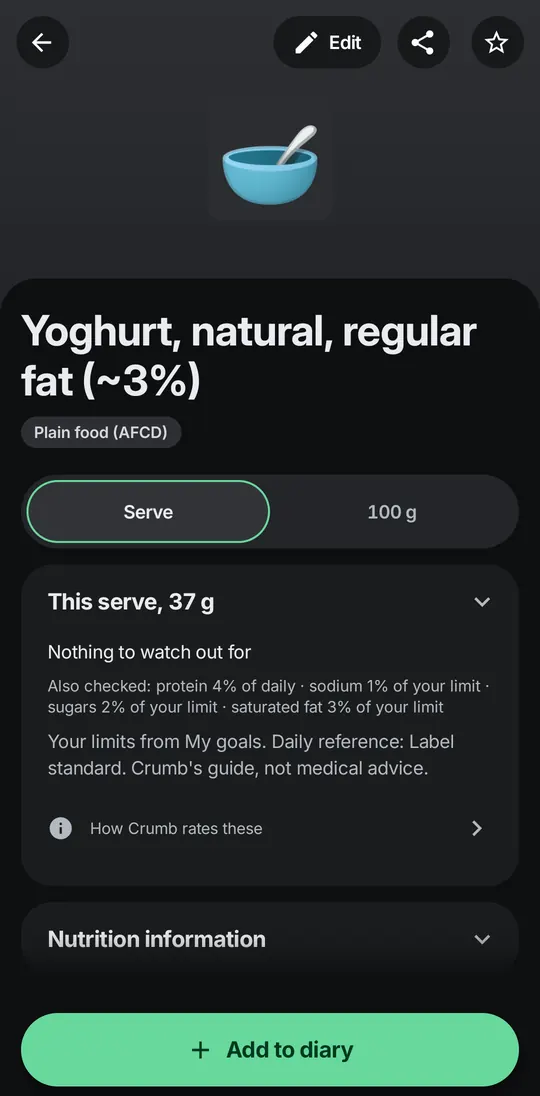 Edit
Yoghurt, natural, regular
fat (~3%)
Plain food (AFCD)
Serve
100 g
This serve, 37 g
Nothing to watch out for
Also checked: protein 4% of daily · sodium 1% of your limit ·
sugars 2% of your limit · saturated fat 3% of your limit
Your limits from My goals. Daily reference: Label
standard. Crumb's guide, not medical advice.
How Crumb rates these
Nutrition information
Add to diary